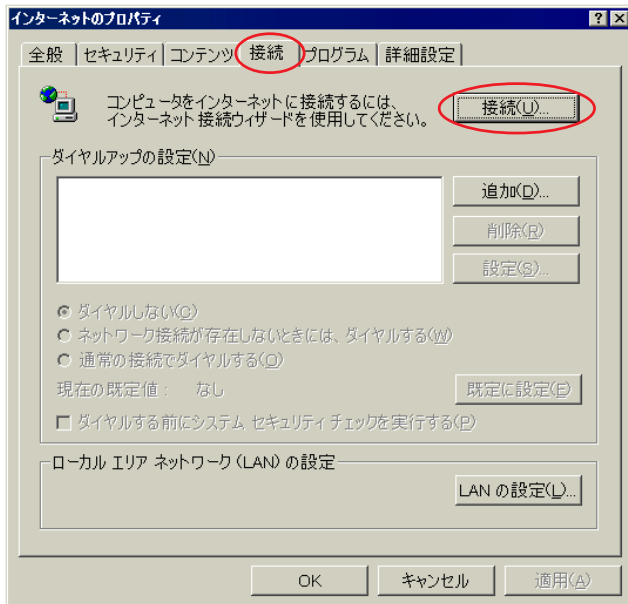 インターネットのプロパティ
全般 セキュリティ コンテンツ 接続 プログラム 詳細設定
コンピュータをインターネットに接続するには、
インターネット接続ウィザードを使用してください。
接続(U)...
ダイヤルアップの設定(N)
追加(D)...
削除(R)
設定(S)...
ダイヤルしない(C)
ネットワーク接続が存在しないときには、ダイヤルする(W)
通常の接続でダイヤルする(O)
現在の既定値： なし
既定に設定(E)
ダイヤルする前にシステム セキュリティ チェックを実行する(P)
ローカル エリア ネットワーク (LAN) の設定
LAN の設定(L)...
OK キャンセル 適用(A)